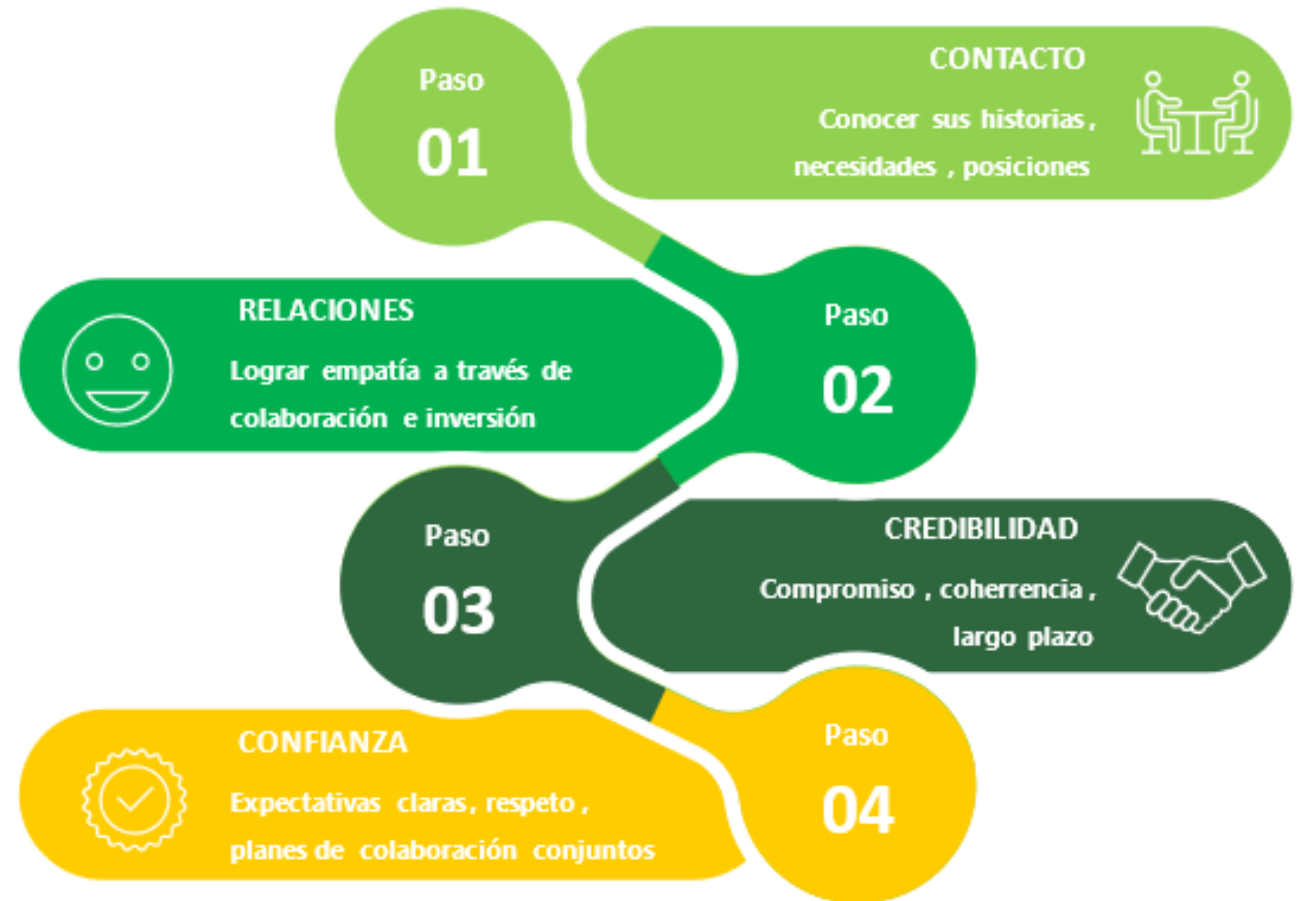 Paso
01
CONTACTO
Conocer sus historias,
necesidades , posiciones
RELACIONES
Lograr empatía a través de
colaboración e inversión
Paso
02
Paso
03
CREDIBILIDAD
Compromiso , coherrencia ,
largo plazo
CONFIANZA
Expectativas claras, respeto ,
planes de colaboración conjuntos
Paso
04